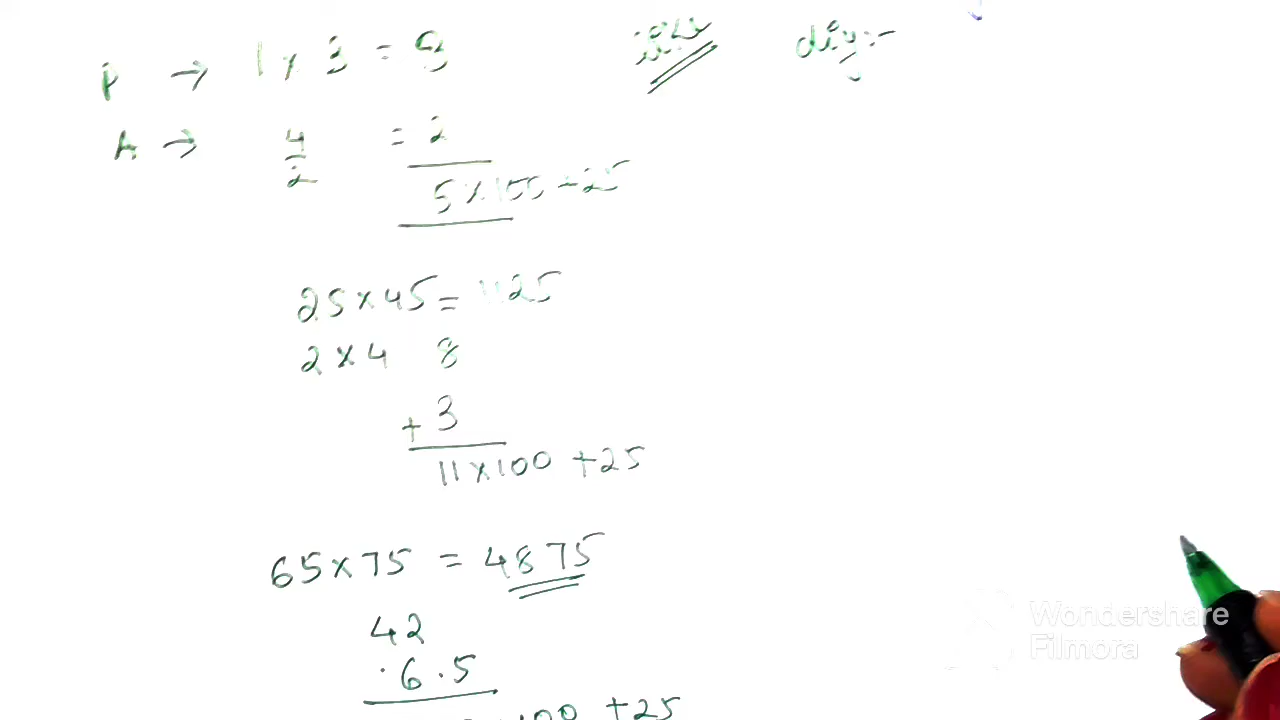 P → 1 × 3 = 3
A → 4/2 = 2
5 × 100 + 25
diy:-
25 × 45 = 1125
2 × 4 8
+ 3
11 × 100 + 25
65 × 75 = 4875
42
6.5
100 + 25
Wondershare
Filmora